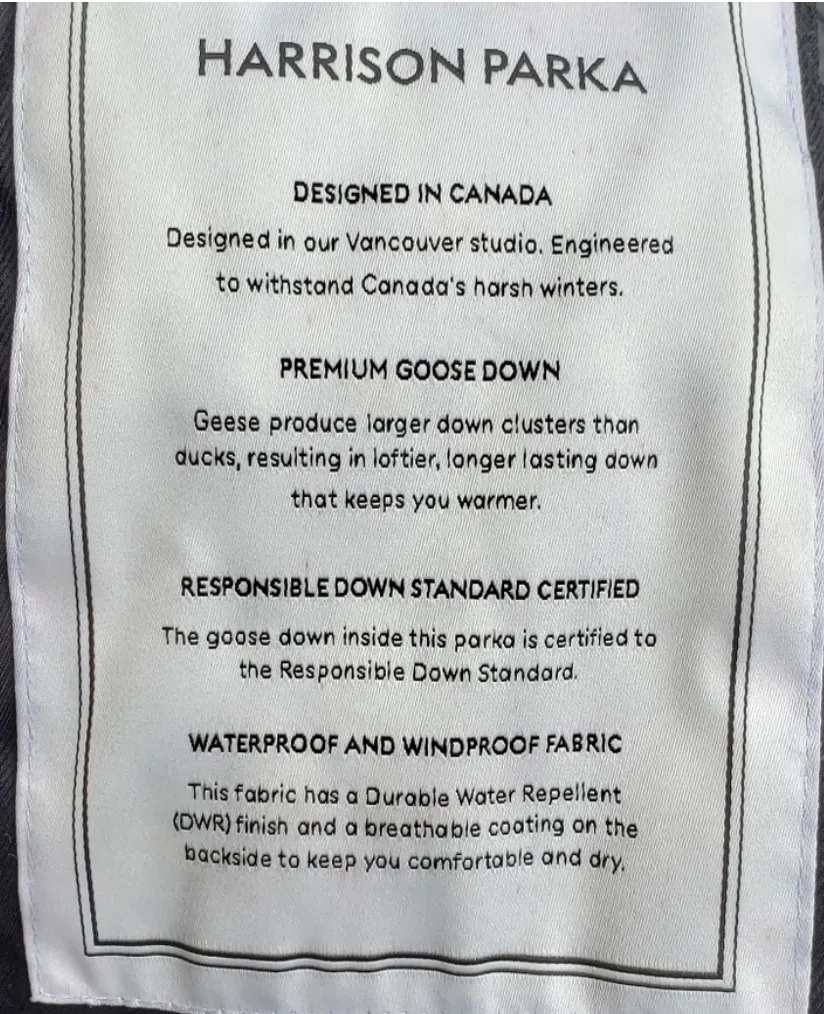 HARRISON PARKA
DESIGNED IN CANADA
Designed in our Vancouver studio. Engineered
to withstand Canada's harsh winters.
PREMIUM GOOSE DOWN
Geese produce larger down clusters than
ducks, resulting in loftier, longer lasting down
that keeps you warmer.
RESPONSIBLE DOWN STANDARD CERTIFIED
The goose down inside this parka is certified to
the Responsible Down Standard.
WATERPROOF AND WINDPROOF FABRIC
This fabric has a Durable Water Repellent
(DWR) finish and a breathable coating on the
backside to keep you comfortable and dry.